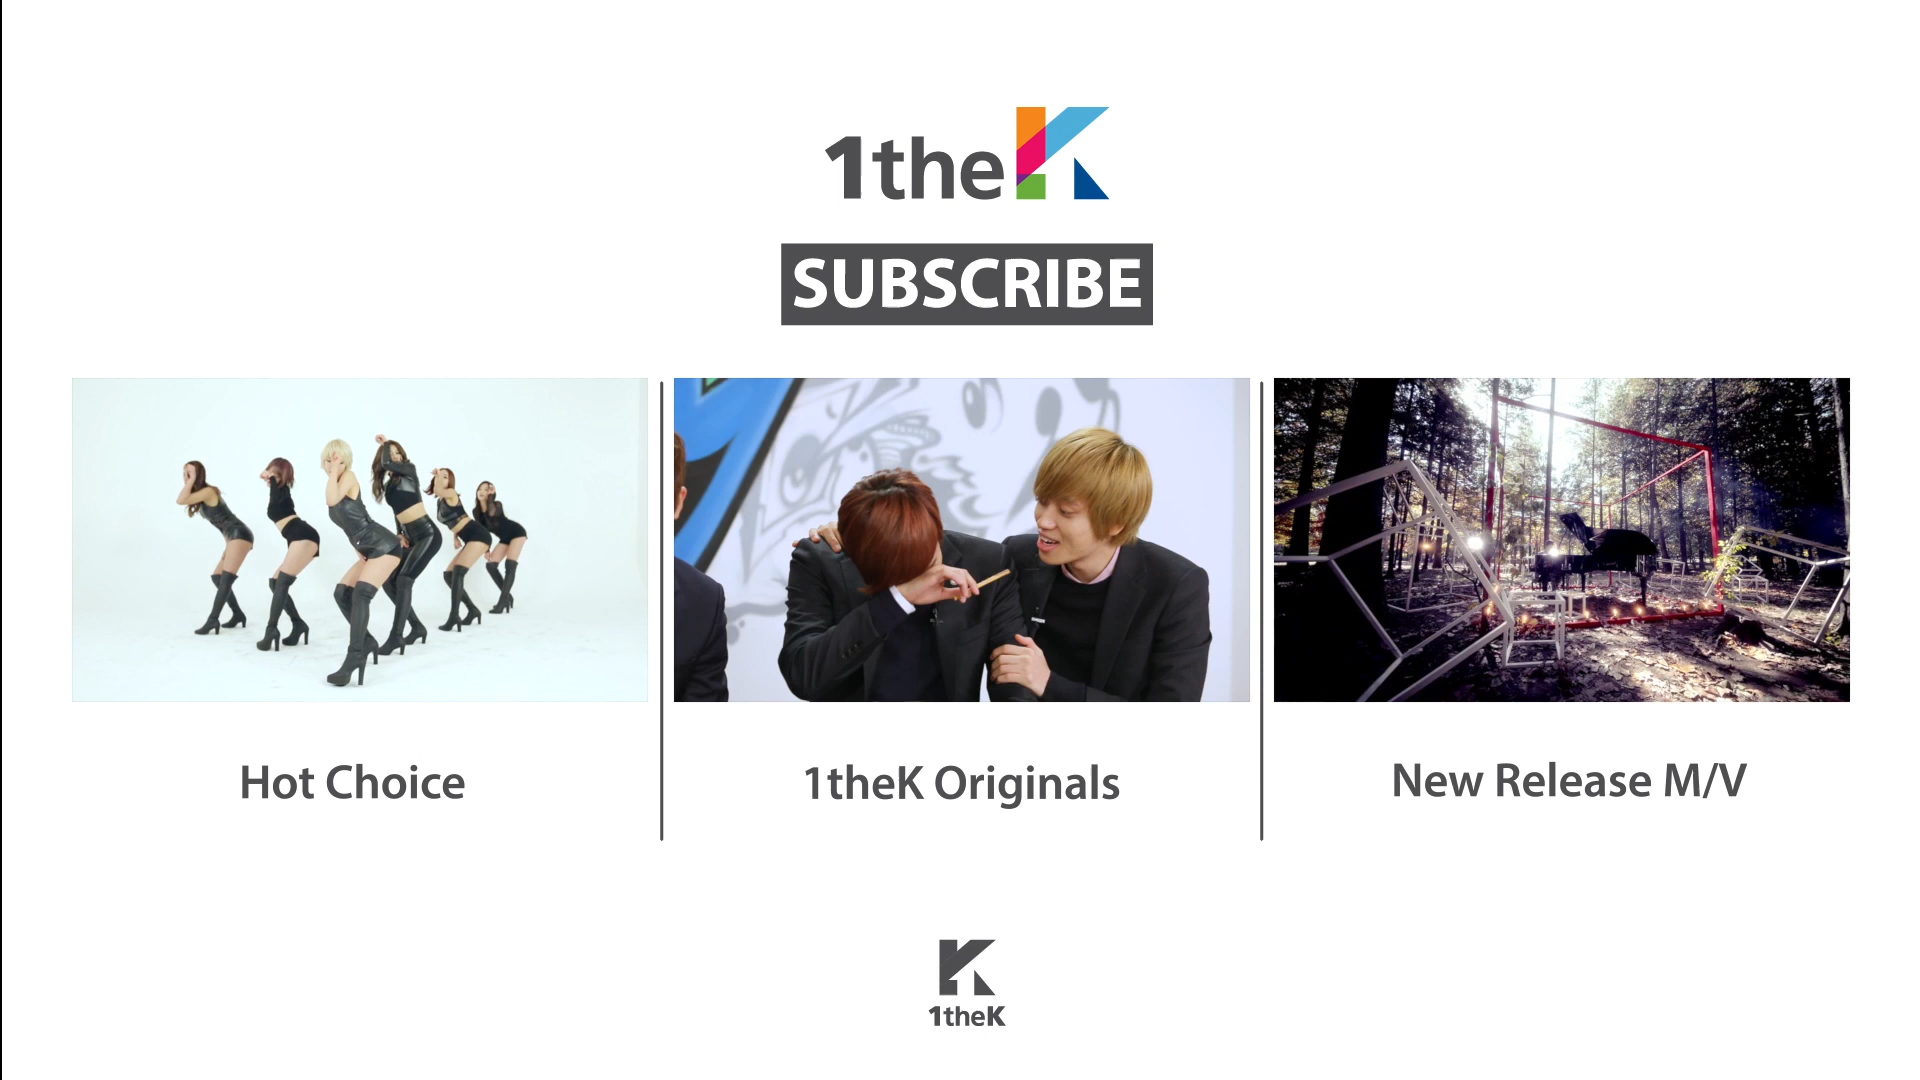 1theK
SUBSCRIBE
Hot Choice
1theK Originals
New Release M/V
K
1theK